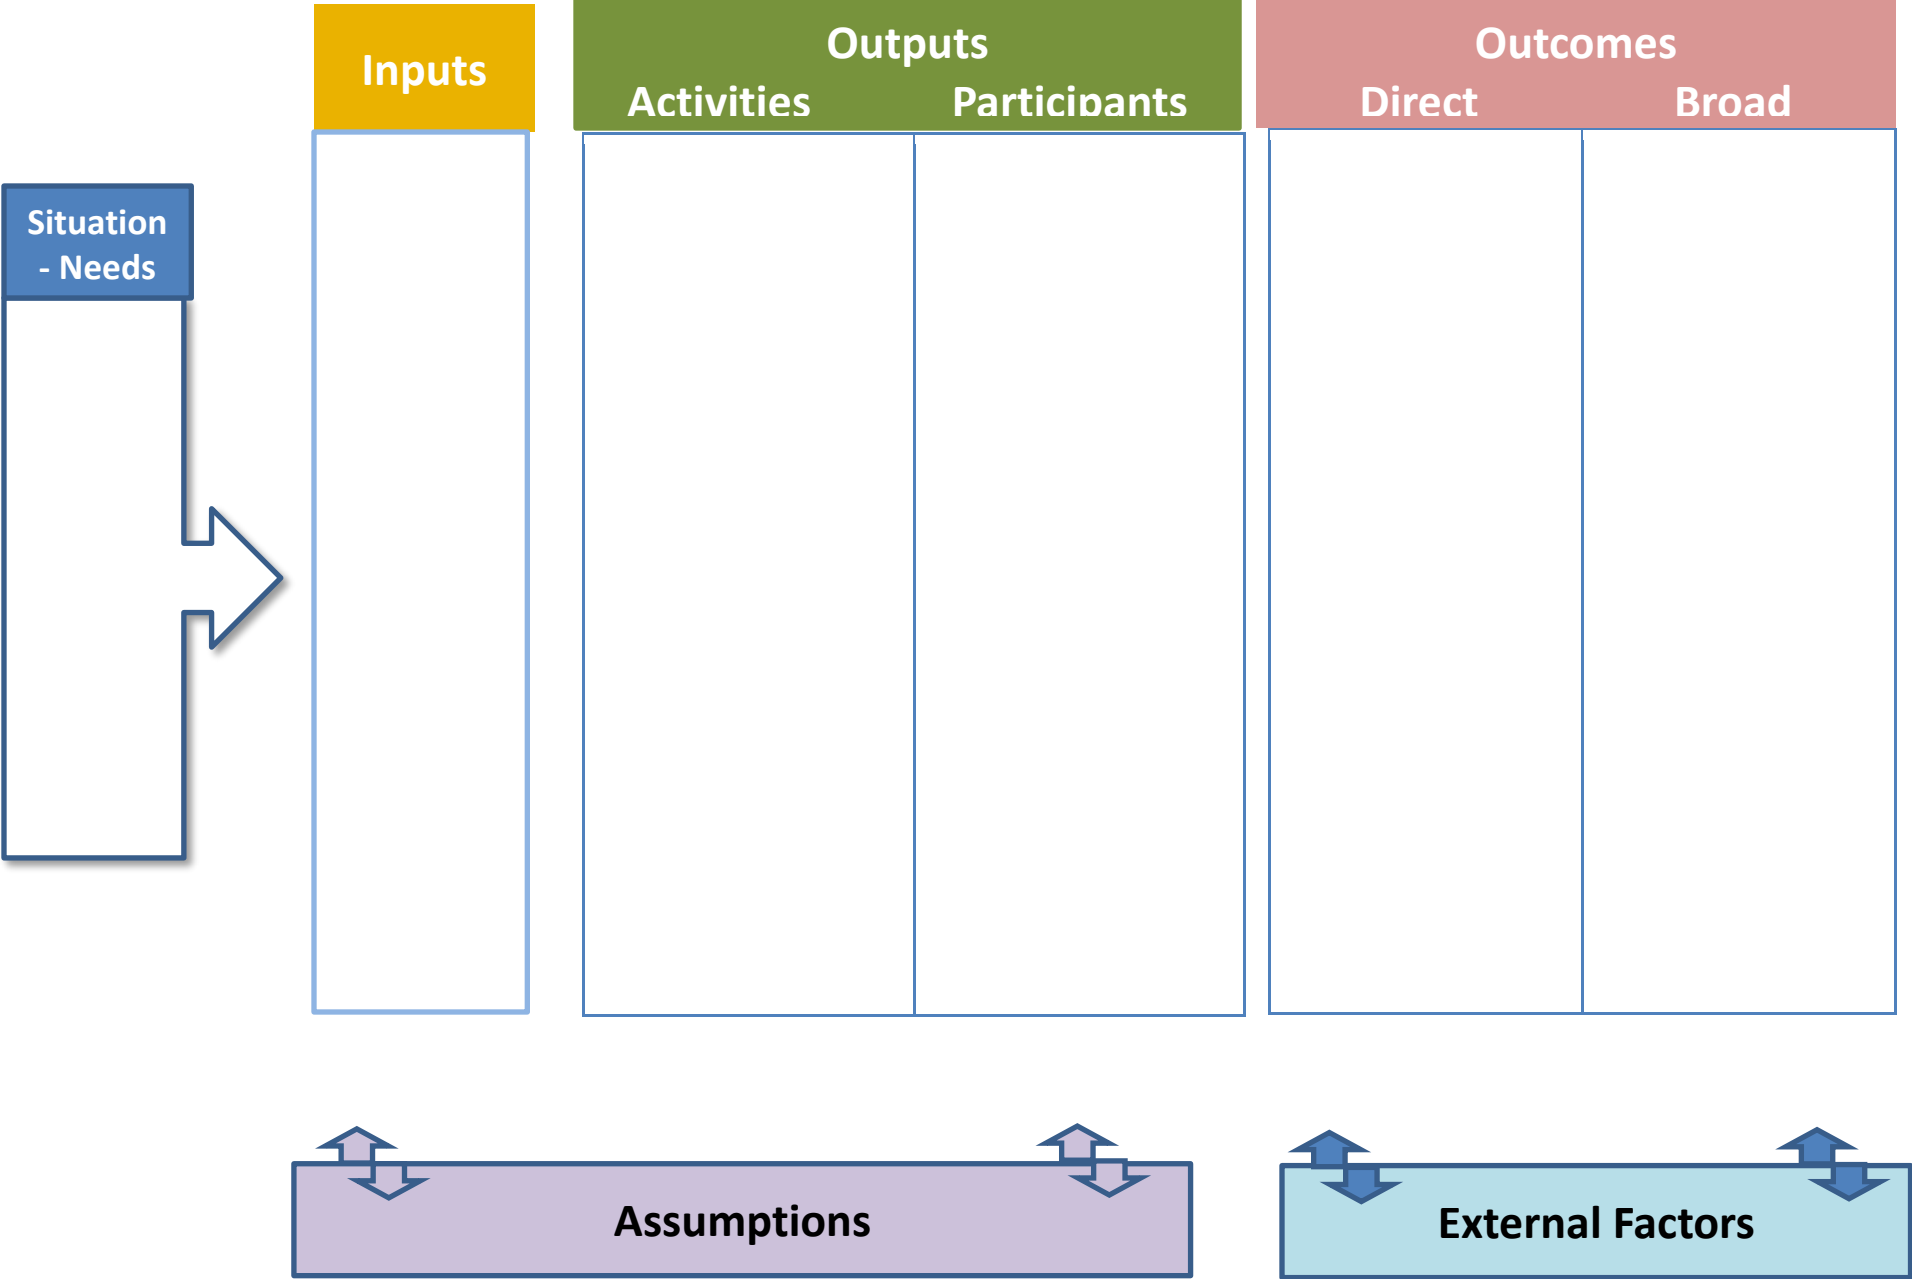 Inputs
Outputs
Activities Participants
Outcomes
Direct Broad
Situation
- Needs
Assumptions
External Factors